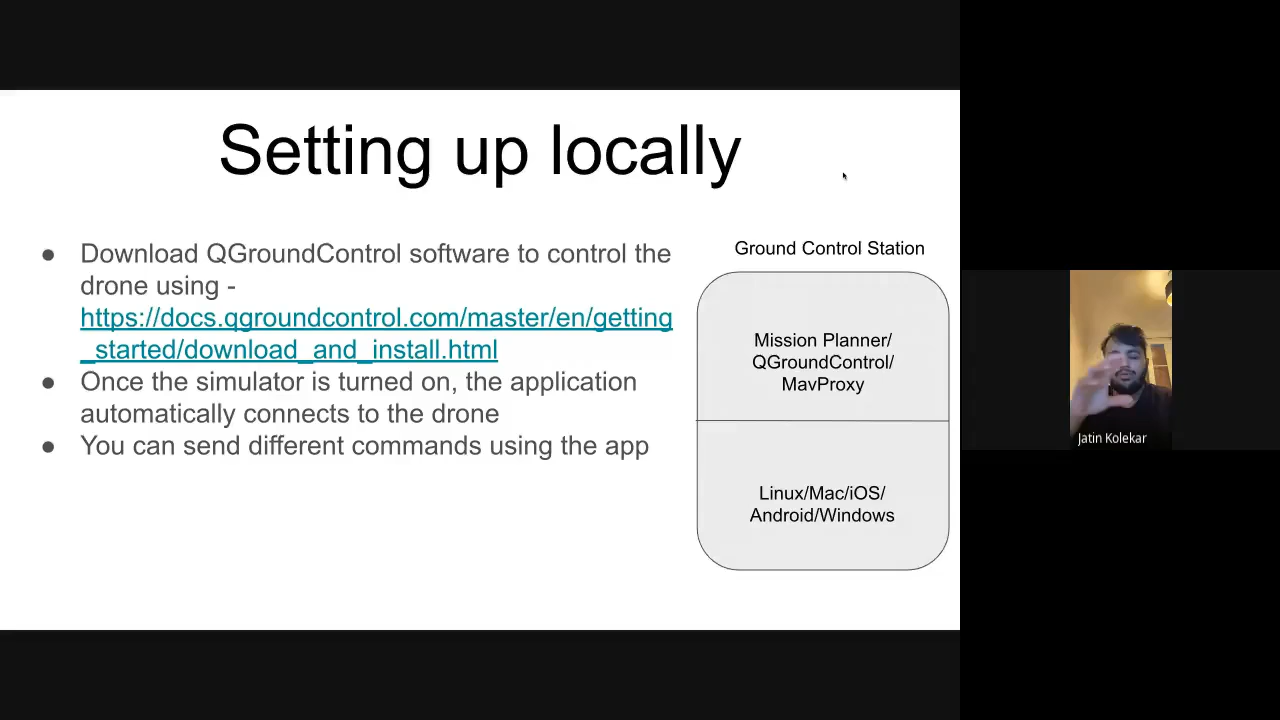 Setting up locally
● Download QGroundControl software to control the
drone using -
https://docs.qgroundcontrol.com/master/en/getting
_started/download_and_install.html
● Once the simulator is turned on, the application
automatically connects to the drone
● You can send different commands using the app
Ground Control Station
Mission Planner/
QGroundControl/
MavProxy
Linux/Mac/iOS/
Android/Windows
Jatin Kolekar